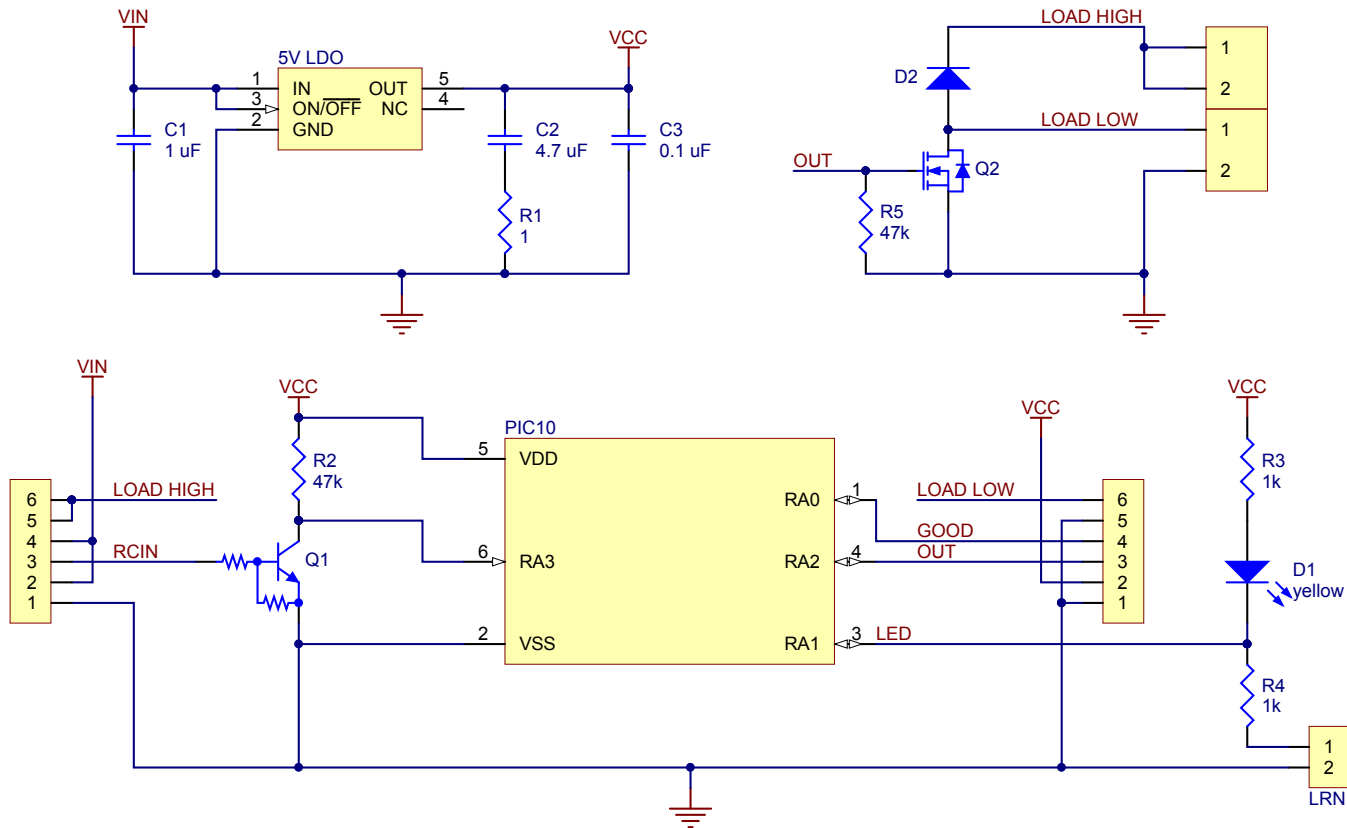 VIN
5V LDO
VCC
1 IN OUT 5
3 ON/OFF NC 4
2 GND
C1
1 uF
C2
4.7 uF
C3
0.1 uF
R1
1
LOAD HIGH
1
2
D2
LOAD LOW
1
2
OUT
Q2
R5
47k
VIN
VCC
PIC10
VCC
VCC
R2
47k
5 VDD
R3
1k
6 LOAD HIGH
5
4
3 RCIN
2
1
Q1
6 RA3
2 VSS
RA0 1
RA2 4
RA1 3 LED
LOAD LOW 6
5
GOOD 4
OUT 3
2
1
D1
yellow
R4
1k
1
2
LRN